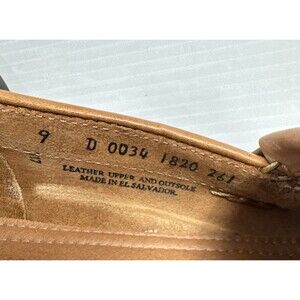 9 D 0034 1820 261
LEATHER UPPER AND OUTSOLE
MADE IN EL SALVADOR.